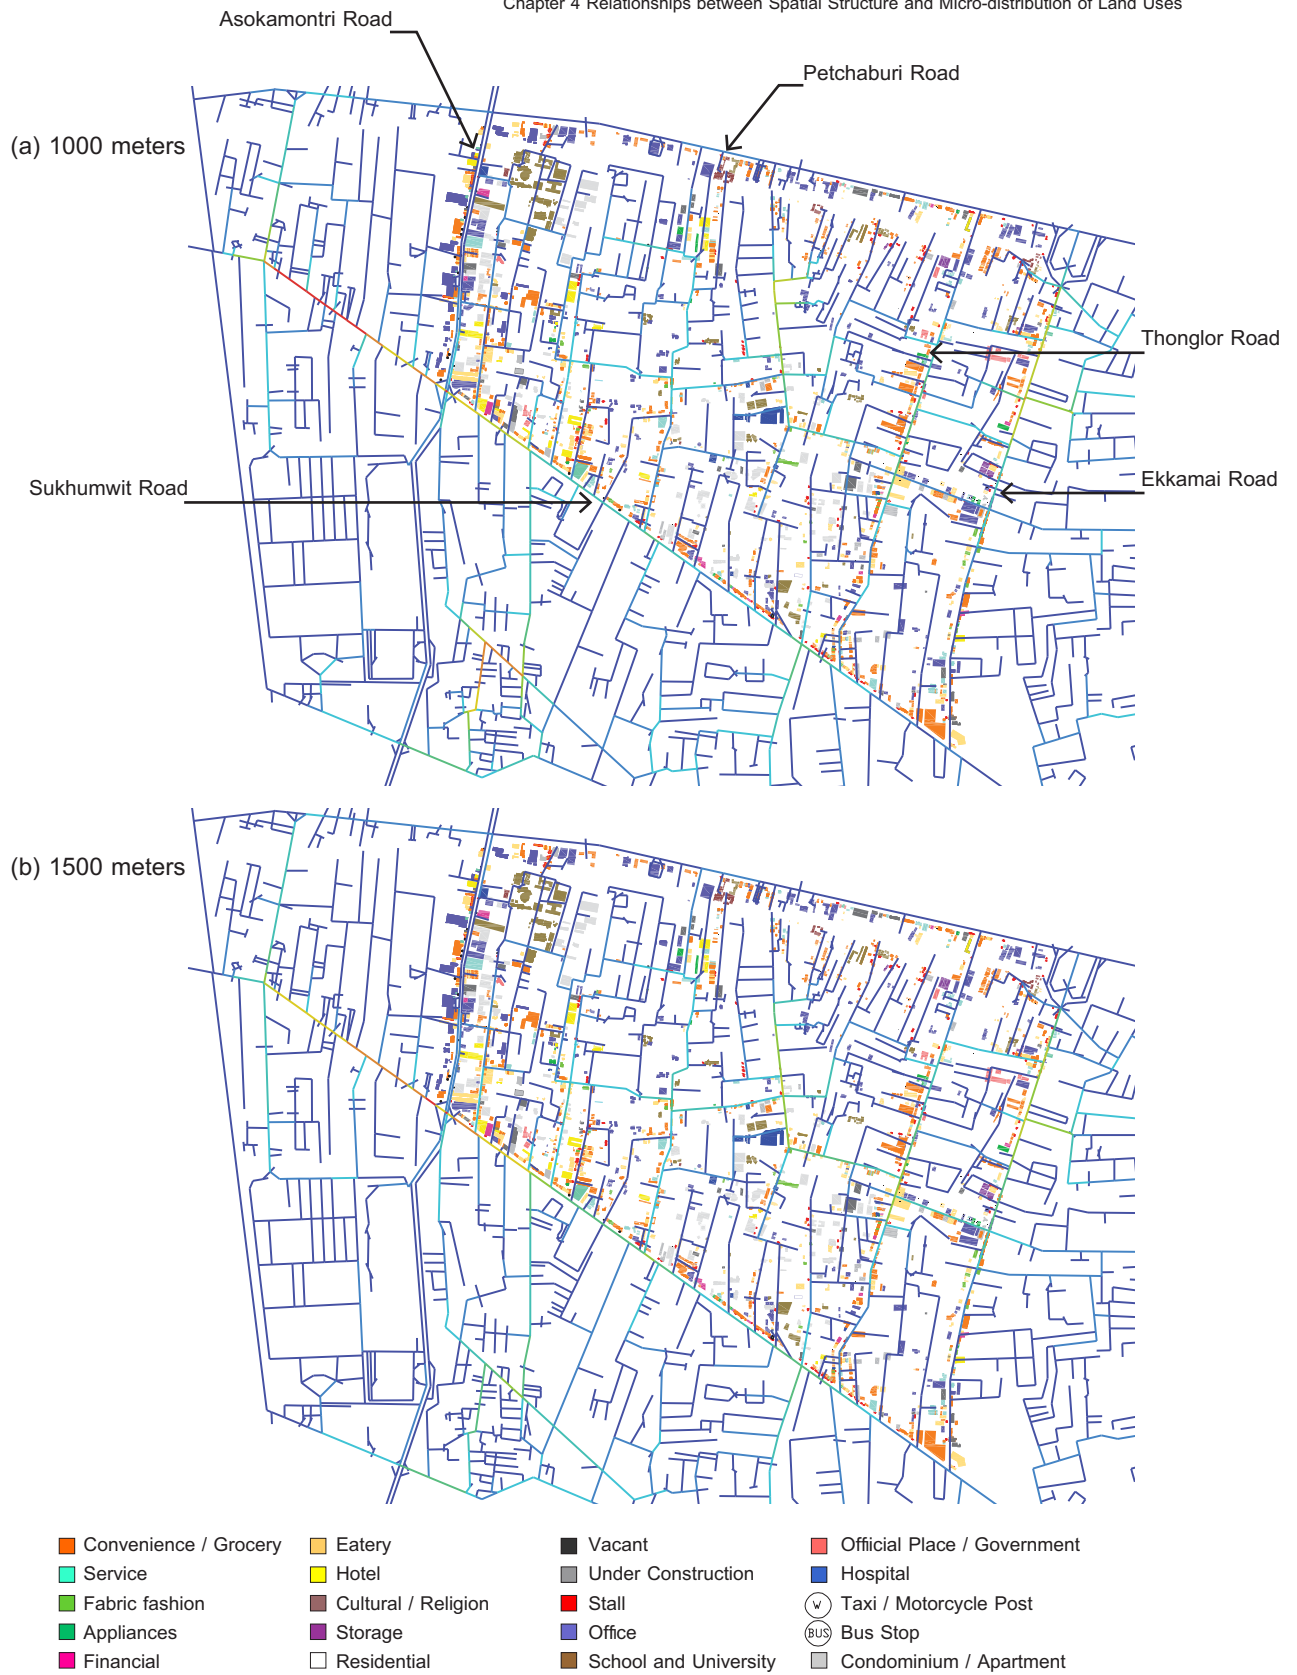 Chapter 4 Relationships between Spatial Structure and Micro-distribution of Land Uses
Asokamontri Road
Petchaburi Road
(a) 1000 meters
Thonglor Road
Ekkamai Road
Sukhumwit Road
(b) 1500 meters
Convenience / Grocery
Eatery
Vacant
Offiicial Place / Government
Service
Hotel
Under Construction
Hospital
Fabric fashion
Cultural / Religion
Stall
W Taxi / Motorcycle Post
Appliances
Storage
Office
BUS Bus Stop
Financial
Residential
School and University
Condominium / Apartment